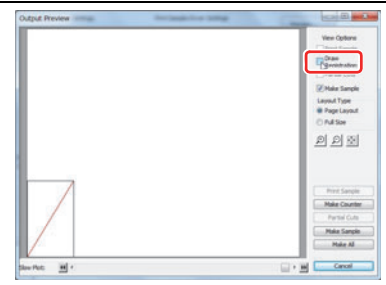 Output Preview
View Options
Draw
Registration
Make Sample
Layout Type
Page Layout
Full Size
Print Sample
Make Counter
Partial Cuts
Make Sample
Make All
Slow Plot:
Cancel